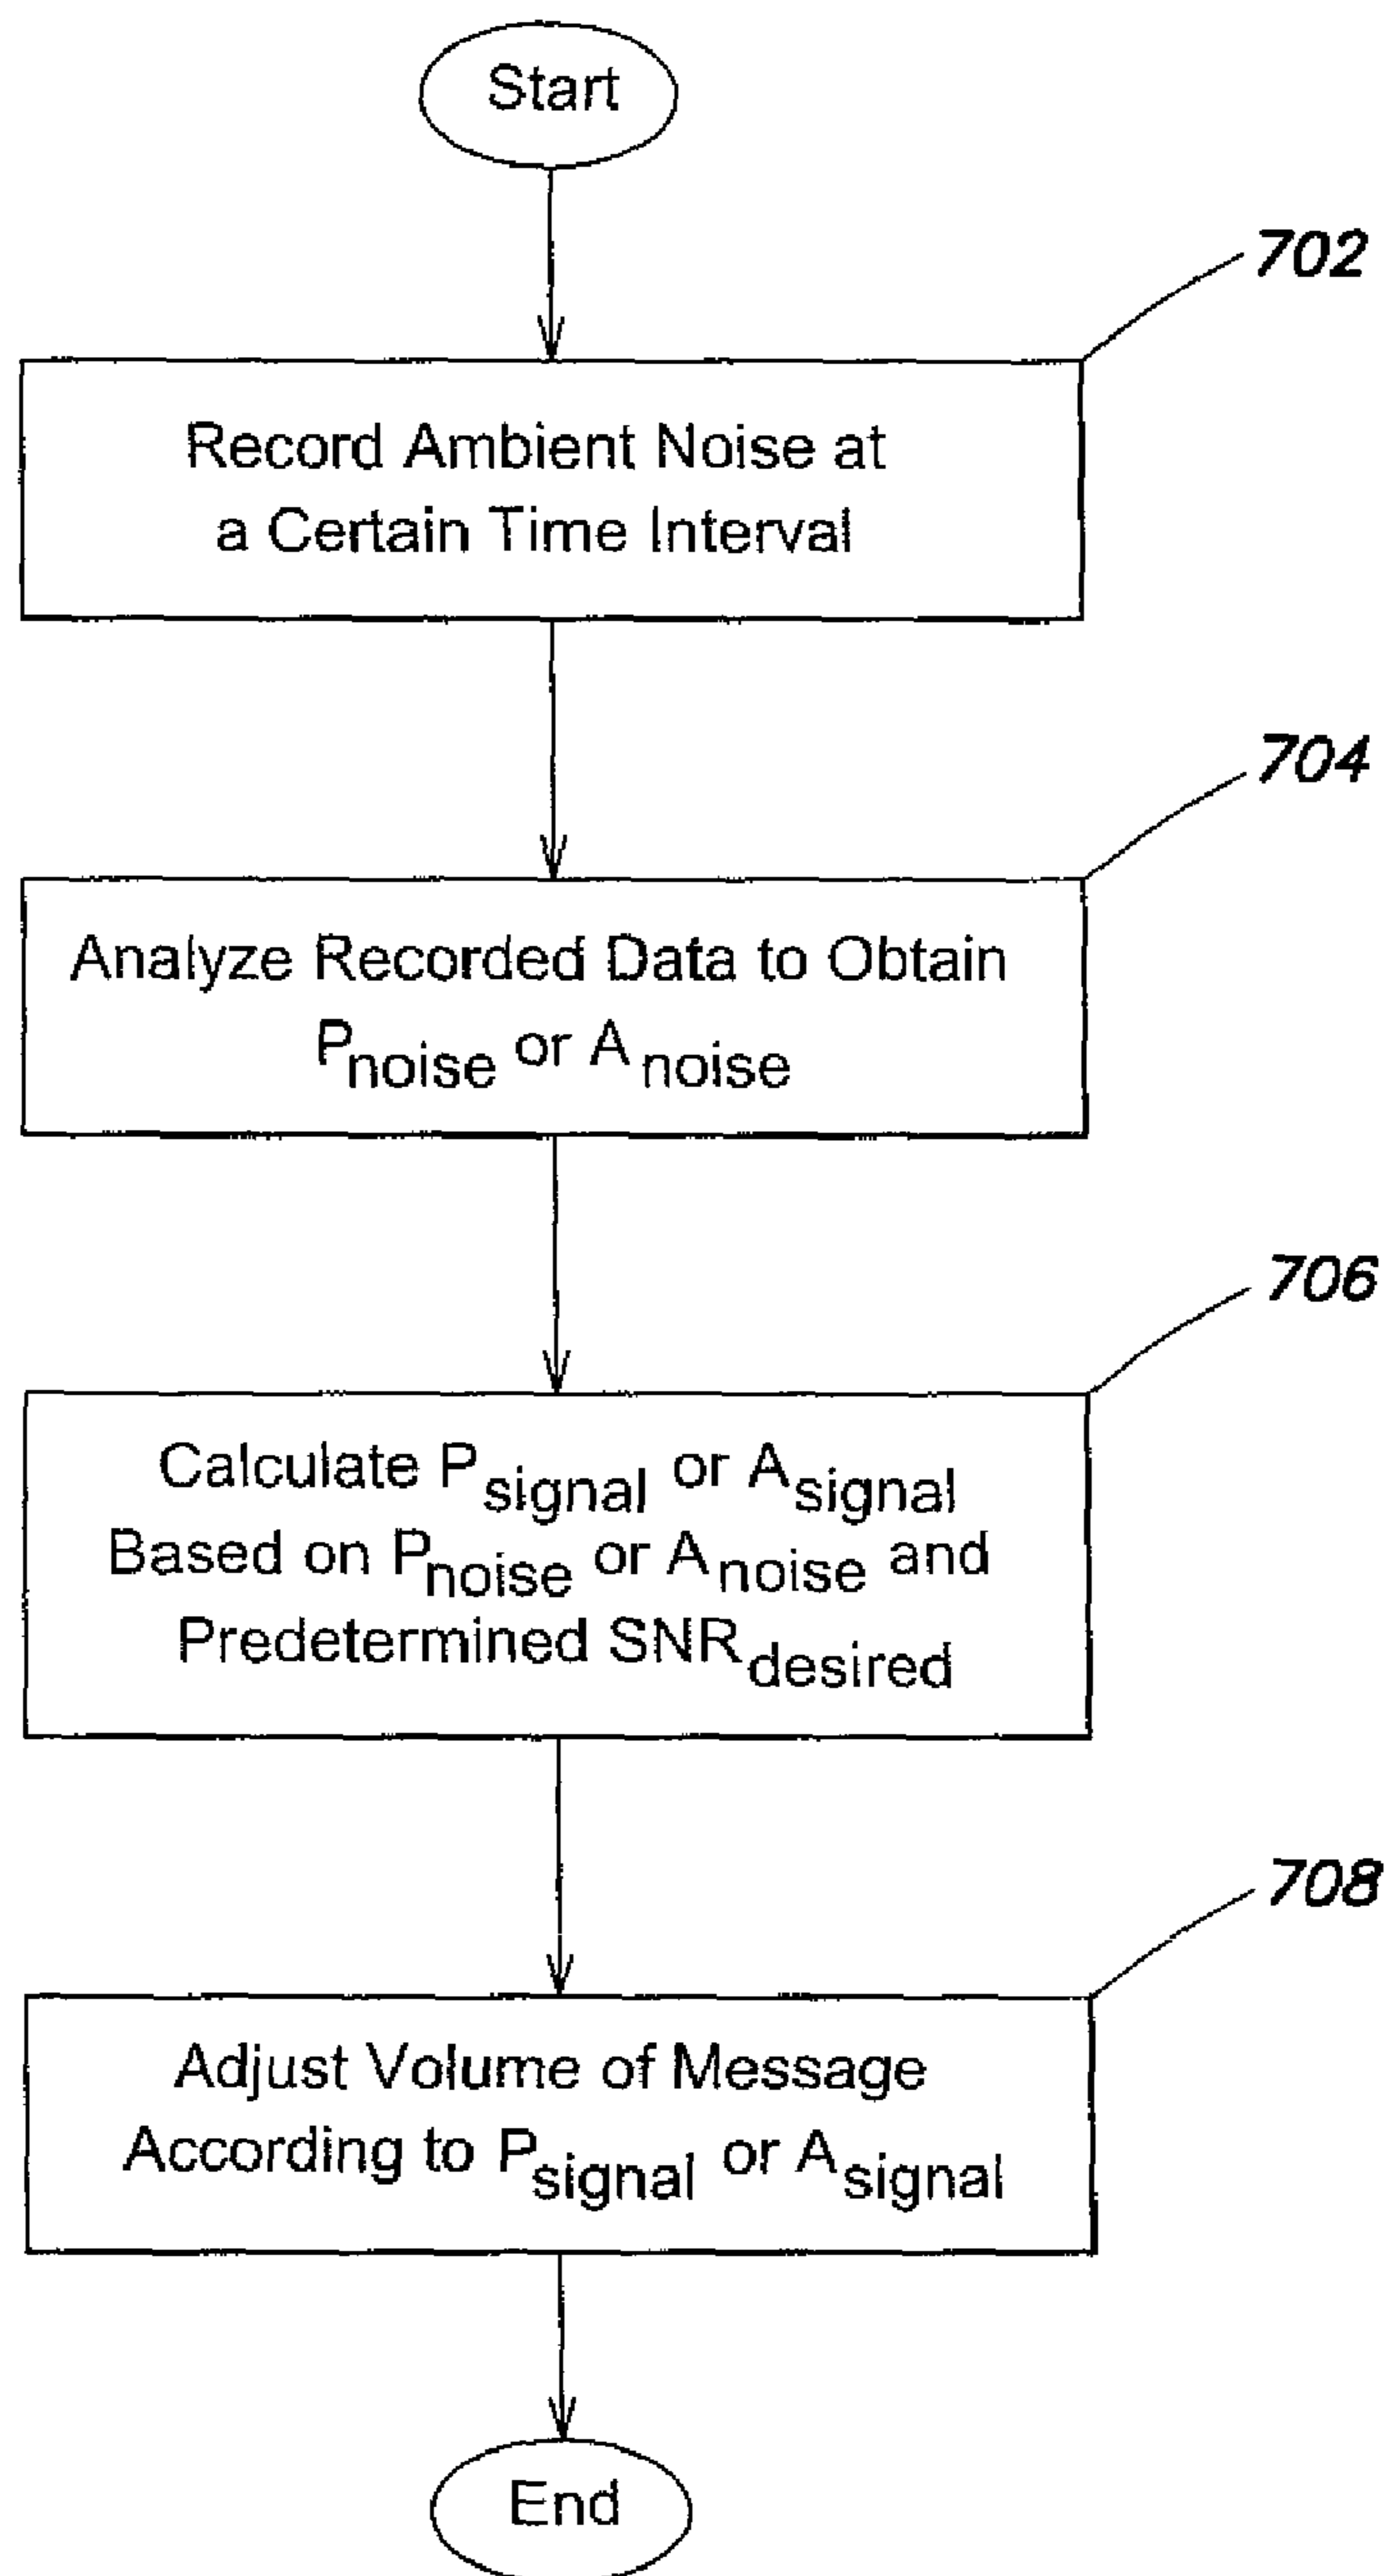 Start
702
Record Ambient Noise at
a Certain Time Interval
704
Analyze Recorded Data to Obtain
Pnoise or Anoise
706
Calculate Psignal or Asignal
Based on Pnoise or Anoise and
Predetermined SNRdesired
708
Adjust Volume of Message
According to Psignal or Asignal
End